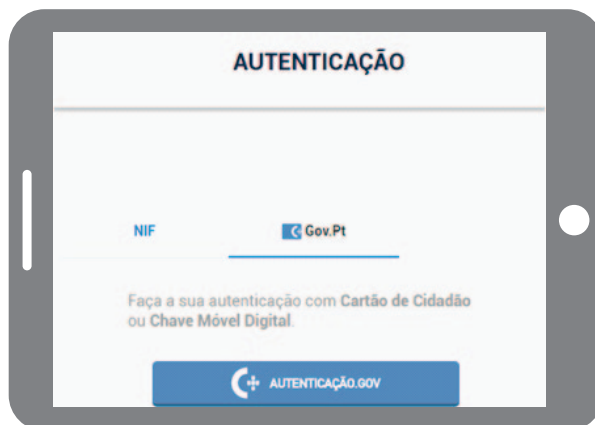 AUTENTICAÇÃO
NIF
Gov.Pt
Faça a sua autenticação com Cartão de Cidadão
ou Chave Móvel Digital.
AUTENTICAÇÃO.GOV